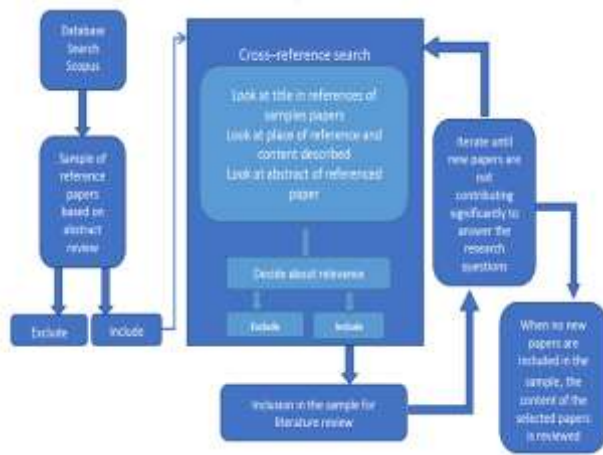 Database
Search
Scopus
Sample of
reference
papers
based on
abstract
review
Exclude
Include
Cross-reference search
Look at title in references of
samples papers
Look at place of reference and
content described
Look at abstract of referenced
paper
Decide about relevance
Exclude
Include
Inclusion in the sample for
literature review
Iterate until
new papers are
not
contributing
significantly to
answer the
research
questions
When no new
papers are
included in the
sample, the
content of the
selected papers
is reviewed